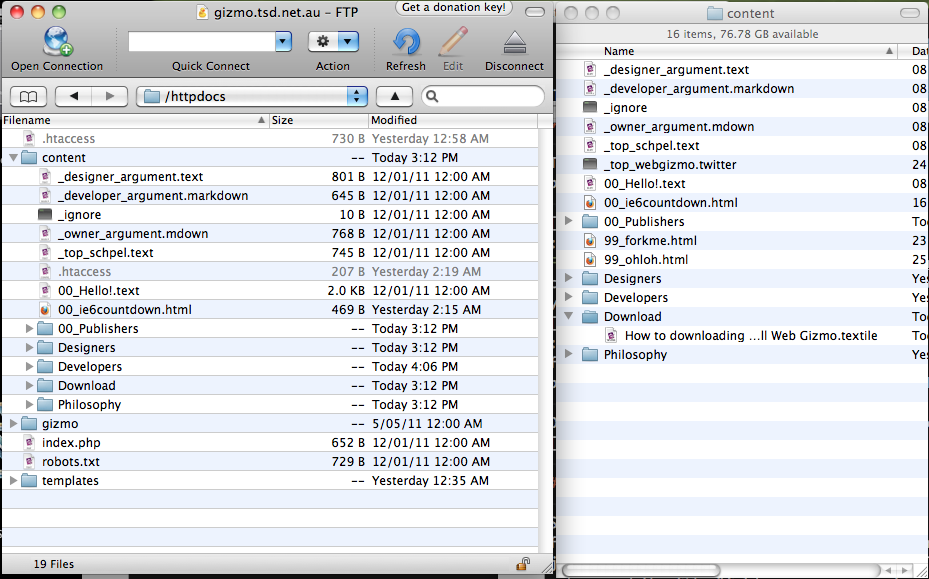 gizmo.tsd.net.au – FTP
Get a donation key!
Open Connection
Quick Connect
Action
Refresh
Edit
Disconnect
/httpdocs
Filename Size Modified
.htaccess 730 B Yesterday 12:58 AM
content -- Today 3:12 PM
_designer_argument.text 801 B 12/01/11 12:00 AM
_developer_argument.markdown 645 B 12/01/11 12:00 AM
_ignore 10 B 12/01/11 12:00 AM
_owner_argument.mdown 768 B 12/01/11 12:00 AM
_top_schpel.text 745 B 12/01/11 12:00 AM
.htaccess 207 B Yesterday 2:19 AM
00_Hello!.text 2.0 KB 12/01/11 12:00 AM
00_ie6countdown.html 469 B Yesterday 2:15 AM
00_Publishers -- Today 3:12 PM
Designers -- Today 3:12 PM
Developers -- Today 4:06 PM
Download -- Today 3:12 PM
Philosophy -- Today 3:12 PM
gizmo -- 5/05/11 12:00 AM
index.php 652 B 12/01/11 12:00 AM
robots.txt 729 B 12/01/11 12:00 AM
templates -- Yesterday 12:35 AM
19 Files
content
16 items, 76.78 GB available
Name Dat
_designer_argument.text 08
_developer_argument.markdown 08
_ignore 08
_owner_argument.mdown 08
_top_schpel.text 08
_top_webgizmo.twitter 24
00_Hello!.text 08
00_ie6countdown.html 16
00_Publishers Too
99_forkme.html 23
99_ohloh.html 25
Designers Yes
Developers Yes
Download Too
How to downloading ...ll Web Gizmo.textile Too
Philosophy Yes